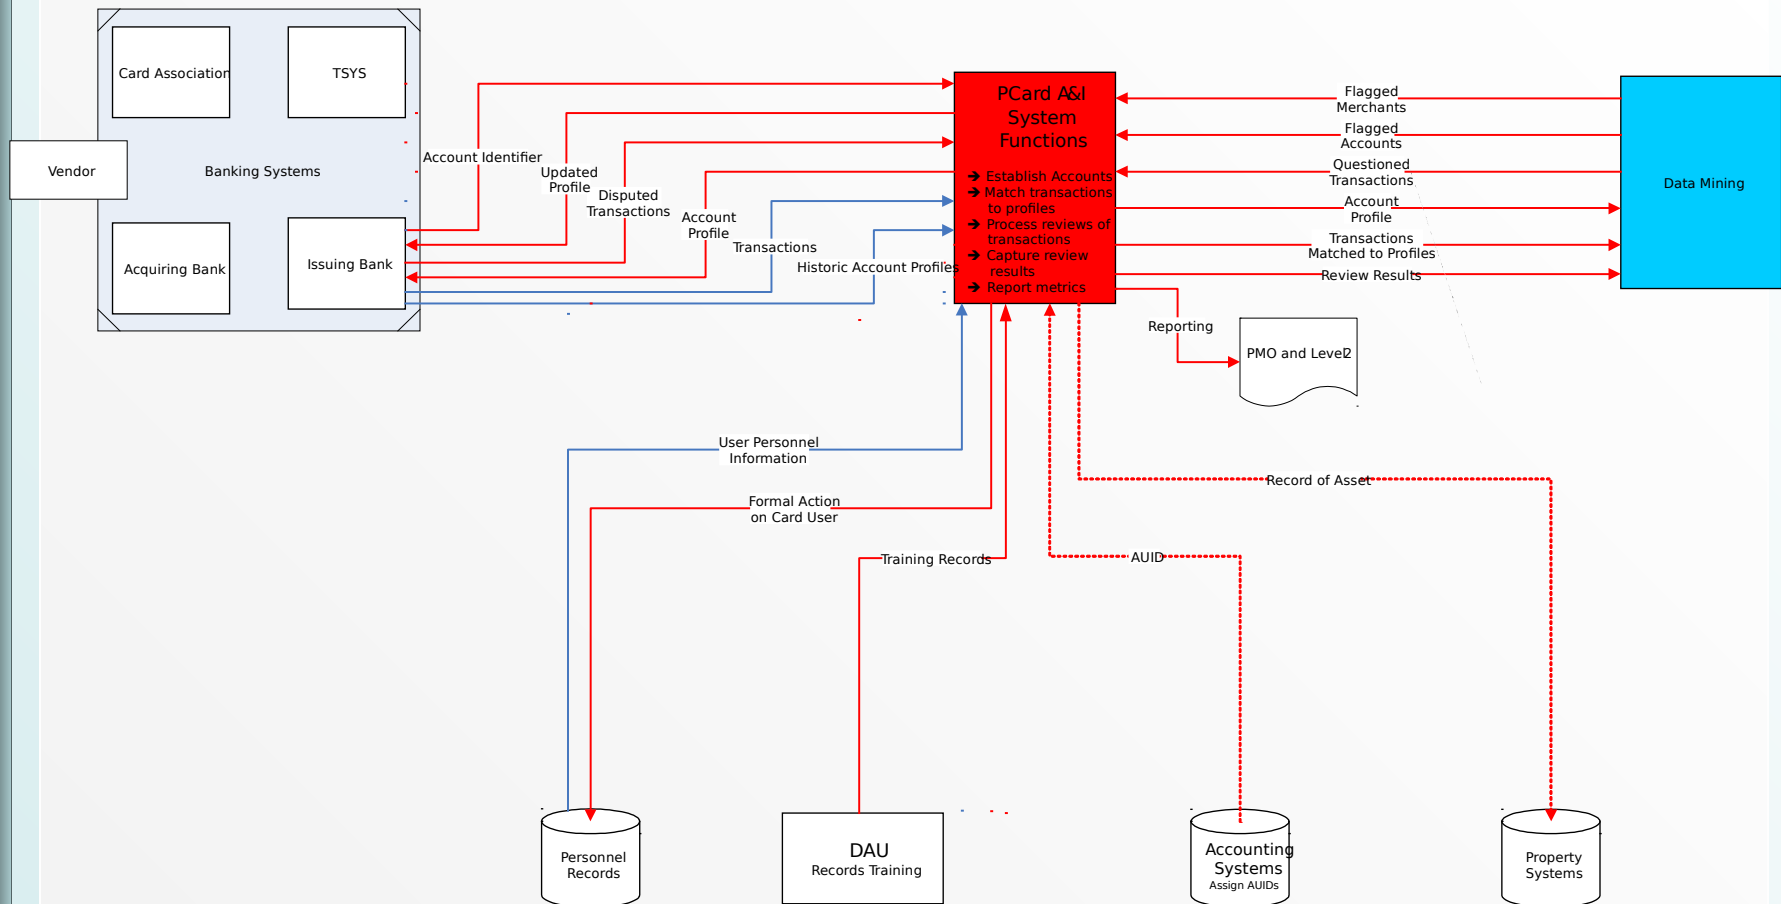 Card Association
TSYS
Vendor
Banking Systems
Acquiring Bank
Issuing Bank
Account Identifier
Updated
Profile
Disputed
Transactions
Account
Profile
Transactions
Historic Account Profiles
PCard A&I
System
Functions
➔ Establish Accounts
➔ Match transactions
to profiles
➔ Process reviews of
transactions
➔ Capture review
results
➔ Report metrics
Flagged
Merchants
Flagged
Accounts
Questioned
Transactions
Account
Profile
Transactions
Matched to Profiles
Review Results
Data Mining
Reporting
PMO and Level2
User Personnel
Information
Formal Action
on Card User
Training Records
AUID
Record of Asset
Personnel
Records
DAU
Records Training
Accounting
Systems
Assign AUIDs
Property
Systems